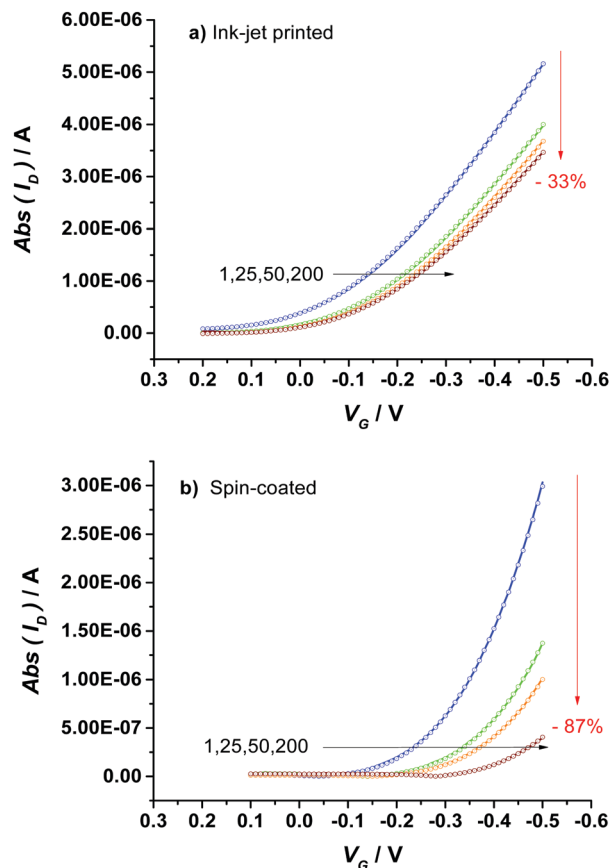 a) Ink-jet printed
6.00E-06
5.00E-06
4.00E-06
3.00E-06
2.00E-06
1.00E-06
0.00
Abs ( I_D ) / A
- 33%
1,25,50,200
0.3 0.2 0.1 0.0 -0.1 -0.2 -0.3 -0.4 -0.5 -0.6
V_G / V
b) Spin-coated
3.00E-06
2.50E-06
2.00E-06
1.50E-06
1.00E-06
5.00E-07
0.00
Abs ( I_D ) / A
- 87%
1,25,50,200
0.3 0.2 0.1 0.0 -0.1 -0.2 -0.3 -0.4 -0.5 -0.6
V_G / V